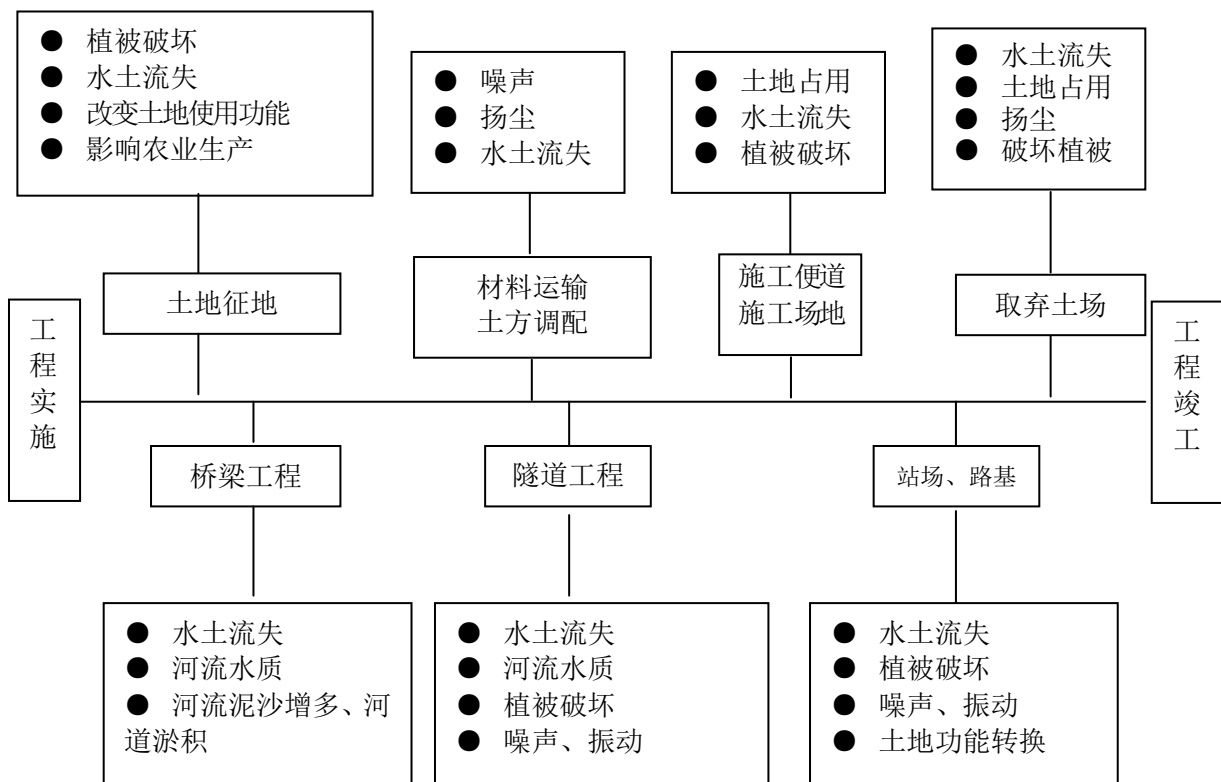 ● 植被破坏
● 水土流失
● 改变土地使用功能
● 影响农业生产
● 噪声
● 扬尘
● 水土流失
● 土地占用
● 水土流失
● 植被破坏
● 水土流失
● 土地占用
● 扬尘
● 破坏植被
土地征地
材料运输
土方调配
施工便道
施工场地
取弃土场
工
程
实
施
工
程
竣
工
桥梁工程
隧道工程
站场、路基
● 水土流失
● 河流水质
● 河流泥沙增多、河
道淤积
● 水土流失
● 河流水质
● 植被破坏
● 噪声、振动
● 水土流失
● 植被破坏
● 噪声、振动
● 土地功能转换